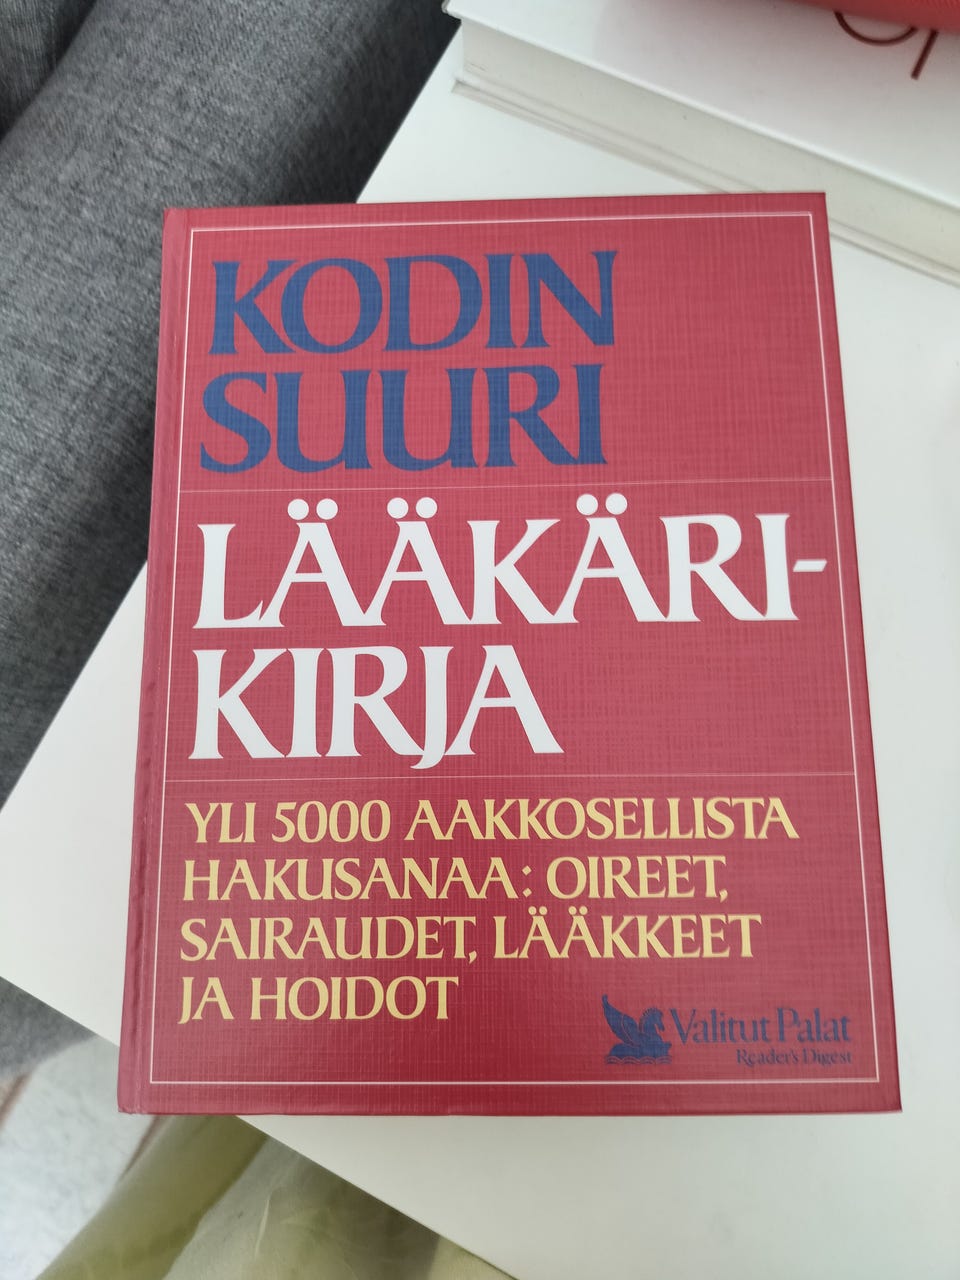 KODIN
SUURI
LÄÄKÄRI-
KIRJA
YLI 5000 AAKKOSELLISTA
HAKUSANAA: OIREET,
SAIRAUDET, LÄÄKKEET
JA HOIDOT
Valitut Palat
Reader's Digest